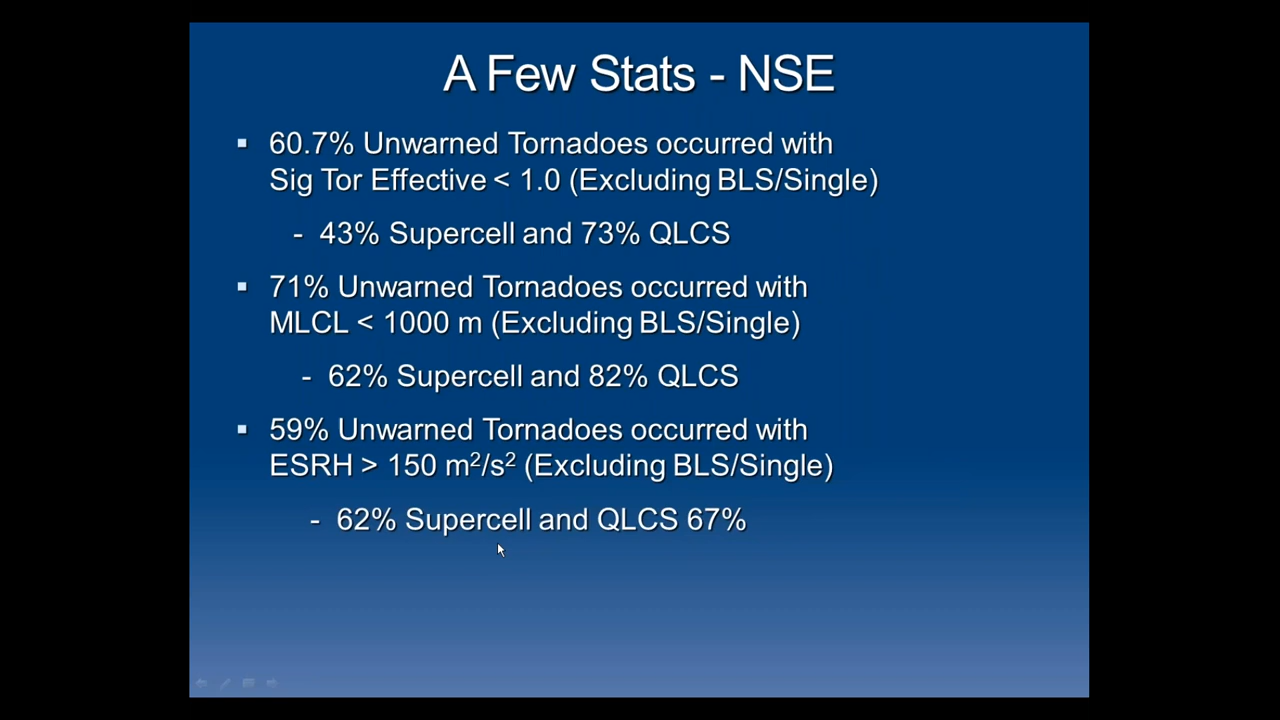 A Few Stats - NSE
▪ 60.7% Unwarned Tornadoes occurred with
Sig Tor Effective < 1.0 (Excluding BLS/Single)
- 43% Supercell and 73% QLCS
▪ 71% Unwarned Tornadoes occurred with
MLCL < 1000 m (Excluding BLS/Single)
- 62% Supercell and 82% QLCS
▪ 59% Unwarned Tornadoes occurred with
ESRH > 150 m²/s² (Excluding BLS/Single)
- 62% Supercell and QLCS 67%